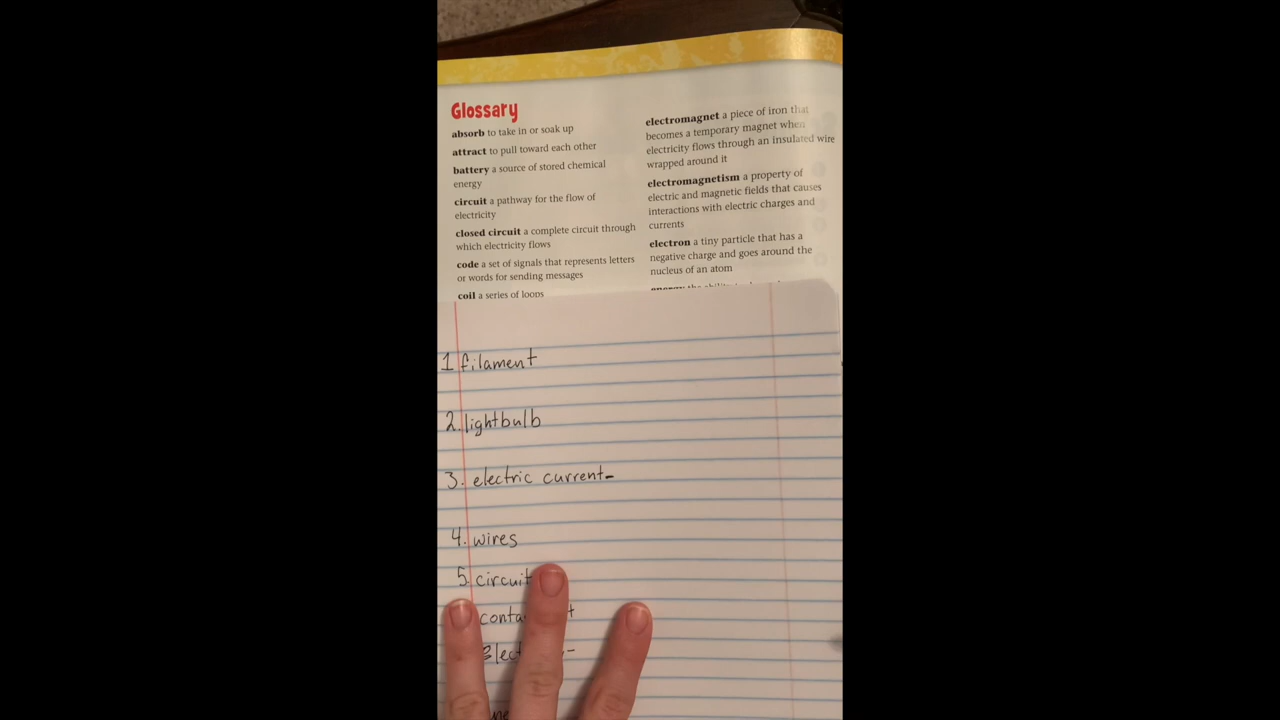 Glossary
absorb to take in or soak up
attract to pull toward each other
battery a source of stored chemical
energy
circuit a pathway for the flow of
electricity
closed circuit a complete circuit through
which electricity flows
code a set of signals that represents letters
or words for sending messages
coil a series of loops
electromagnet a piece of iron that
becomes a temporary magnet when
electricity flows through an insulated wire
wrapped around it
electromagnetism a property of
electric and magnetic fields that causes
interactions with electric charges and
currents
electron a tiny particle that has a
negative charge and goes around the
nucleus of an atom
1 filament
2. lightbulb
3. electric current-
4. wires
5. circuit